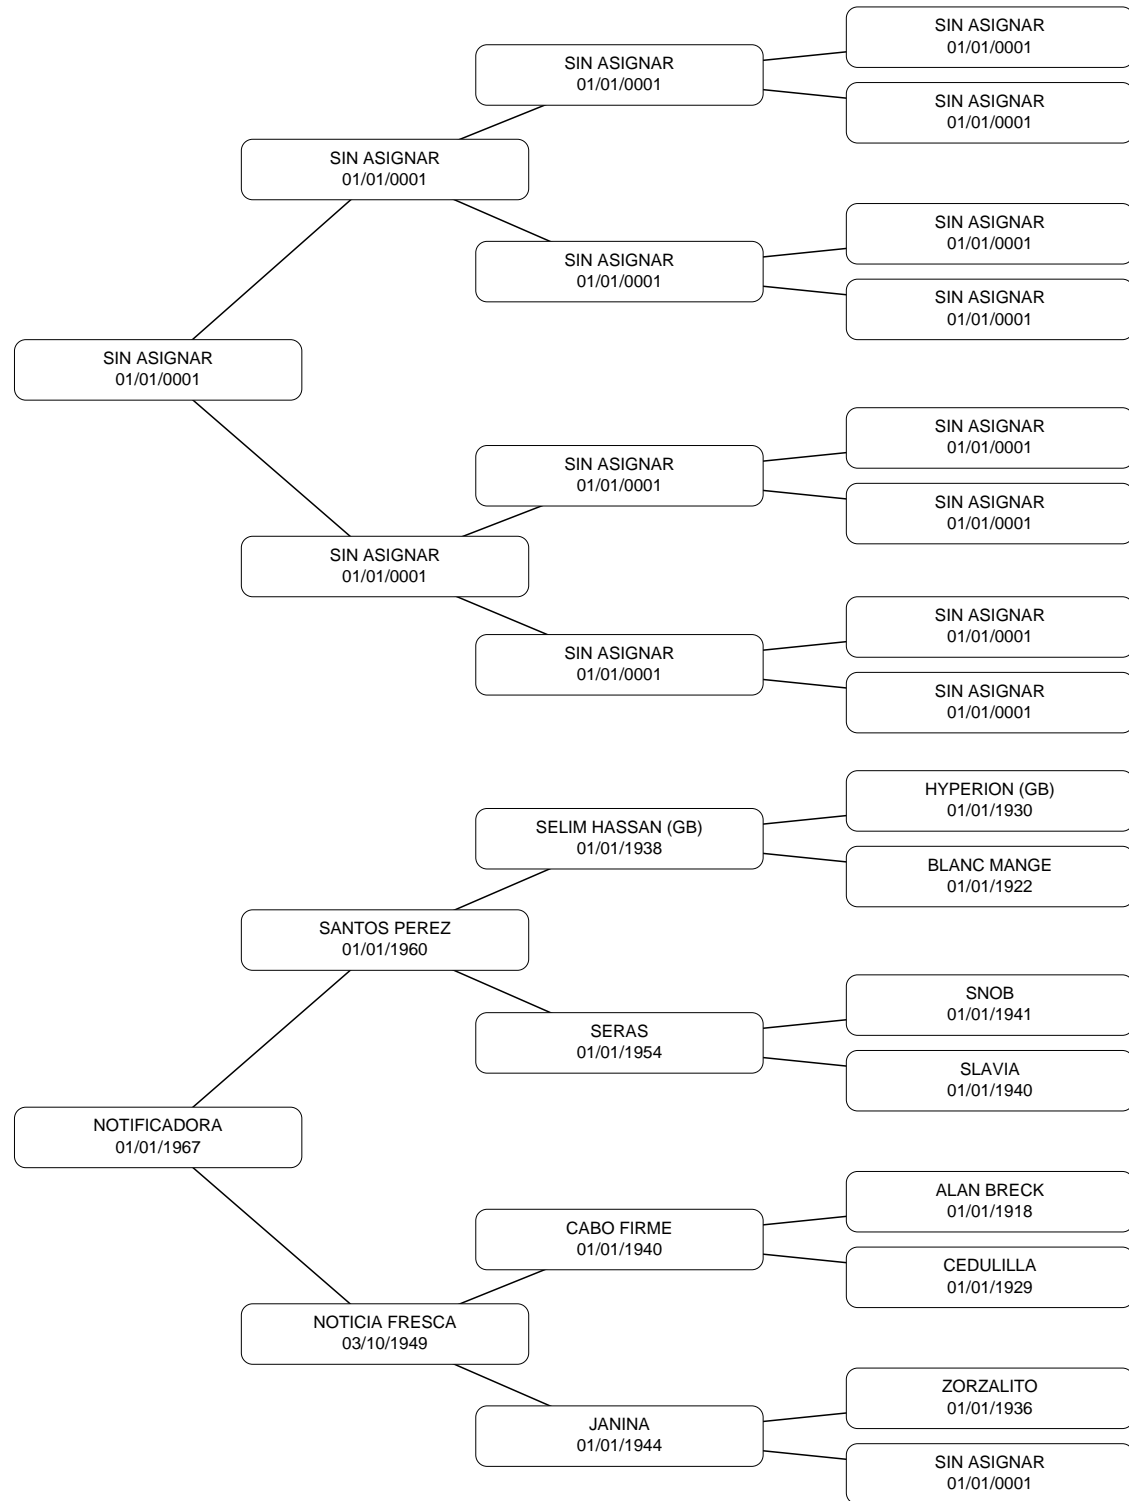 SIN ASIGNAR
01/01/0001
SIN ASIGNAR
01/01/0001
SIN ASIGNAR
01/01/0001
SIN ASIGNAR
01/01/0001
SIN ASIGNAR
01/01/0001
SIN ASIGNAR
01/01/0001
SIN ASIGNAR
01/01/0001
SIN ASIGNAR
01/01/0001
SIN ASIGNAR
01/01/0001
SIN ASIGNAR
01/01/0001
SIN ASIGNAR
01/01/0001
SIN ASIGNAR
01/01/0001
SIN ASIGNAR
01/01/0001
SIN ASIGNAR
01/01/0001
SIN ASIGNAR
01/01/0001
HYPERION (GB)
01/01/1930
SELIM HASSAN (GB)
01/01/1938
BLANC MANGE
01/01/1922
SANTOS PEREZ
01/01/1960
SNOB
01/01/1941
SERAS
01/01/1954
SLAVIA
01/01/1940
NOTIFICADORA
01/01/1967
ALAN BRECK
01/01/1918
CABO FIRME
01/01/1940
CEDULILLA
01/01/1929
NOTICIA FRESCA
03/10/1949
ZORZALITO
01/01/1936
JANINA
01/01/1944
SIN ASIGNAR
01/01/0001